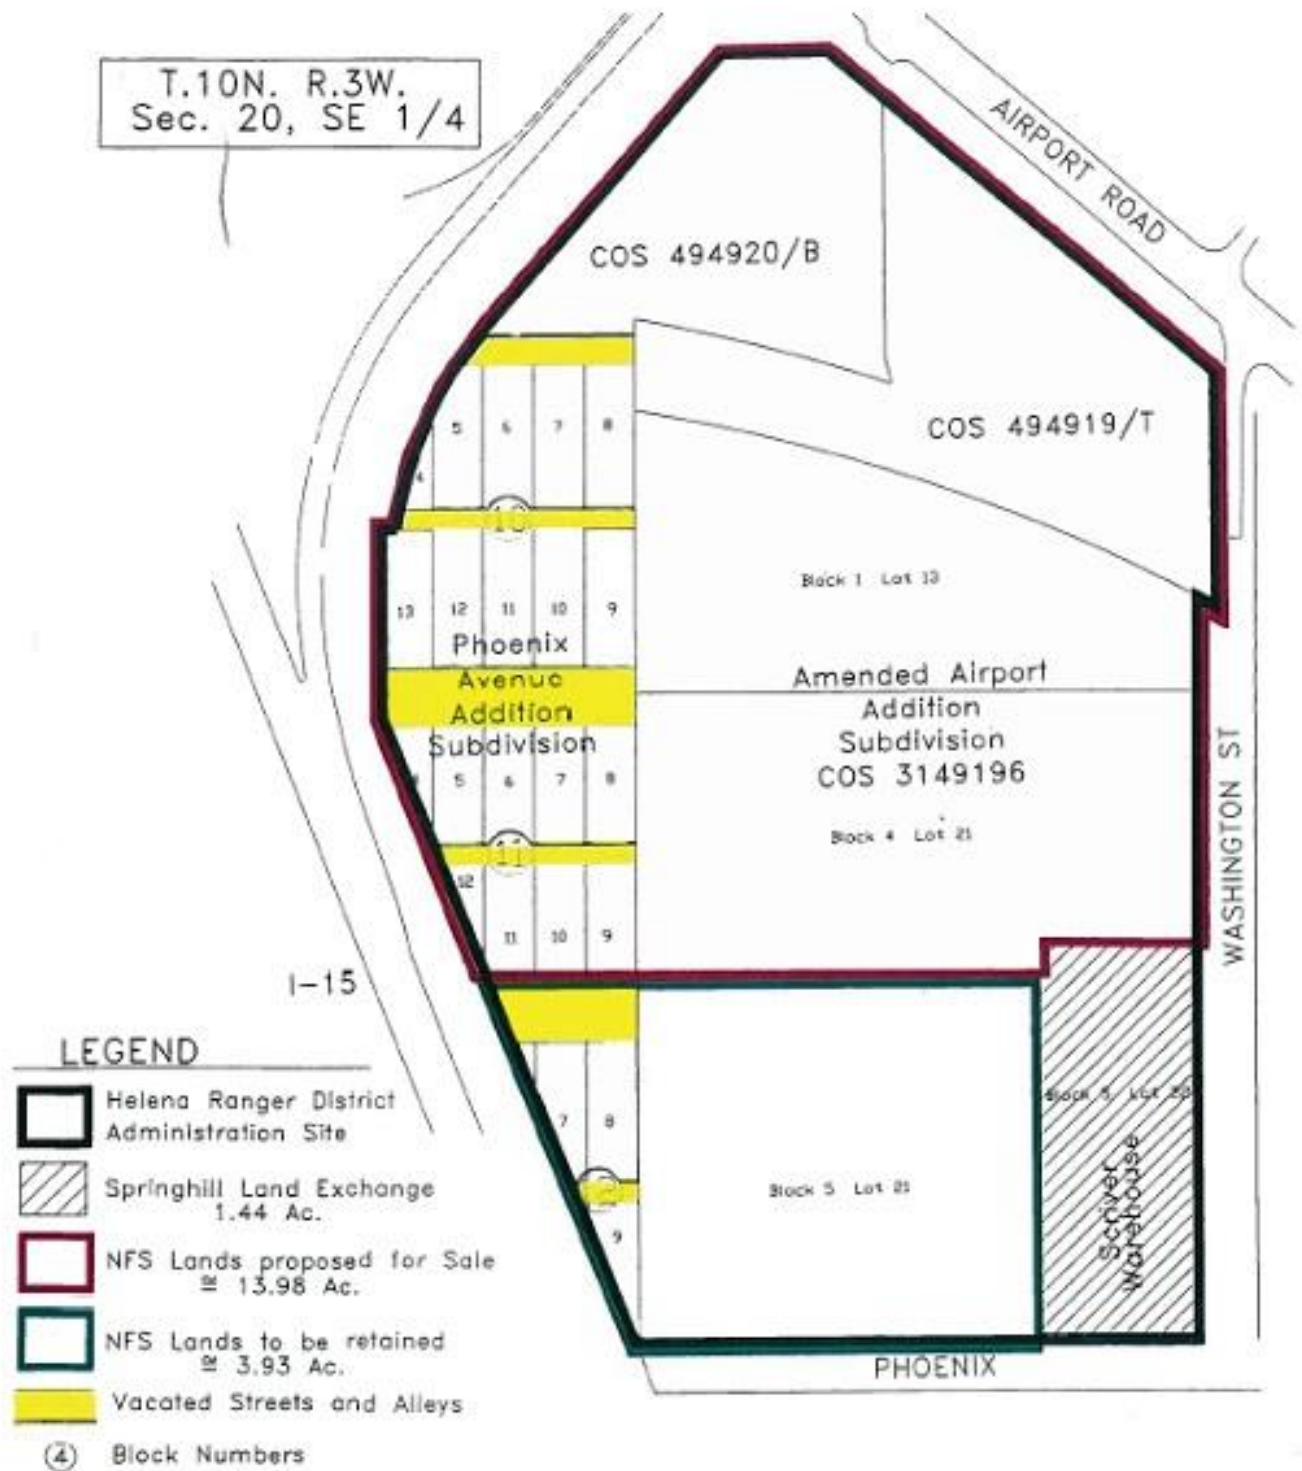 T.10N. R.3W.
Sec. 20, SE 1/4
AIRPORT ROAD
COS 494920/B
COS 494919/T
5 6 7 8
4
10
Block 1 Lot 13
13 12 11 10 9
Phoenix
Avenue
Addition
Subdivision
Amended Airport
Addition
Subdivision
COS 3149196
5 6 7 8
Block 4 Lot 21
11
12
11 10 9
WASHINGTON ST
I-15
7 8
Block 5 Lot
Block 5 Lot 21
9
Scriver
Warehouse
PHOENIX
LEGEND
Helena Ranger District
Administration Site
Springhill Land Exchange
1.44 Ac.
NFS Lands proposed for Sale
≅ 13.98 Ac.
NFS Lands to be retained
≅ 3.93 Ac.
Vacated Streets and Alleys
4 Block Numbers